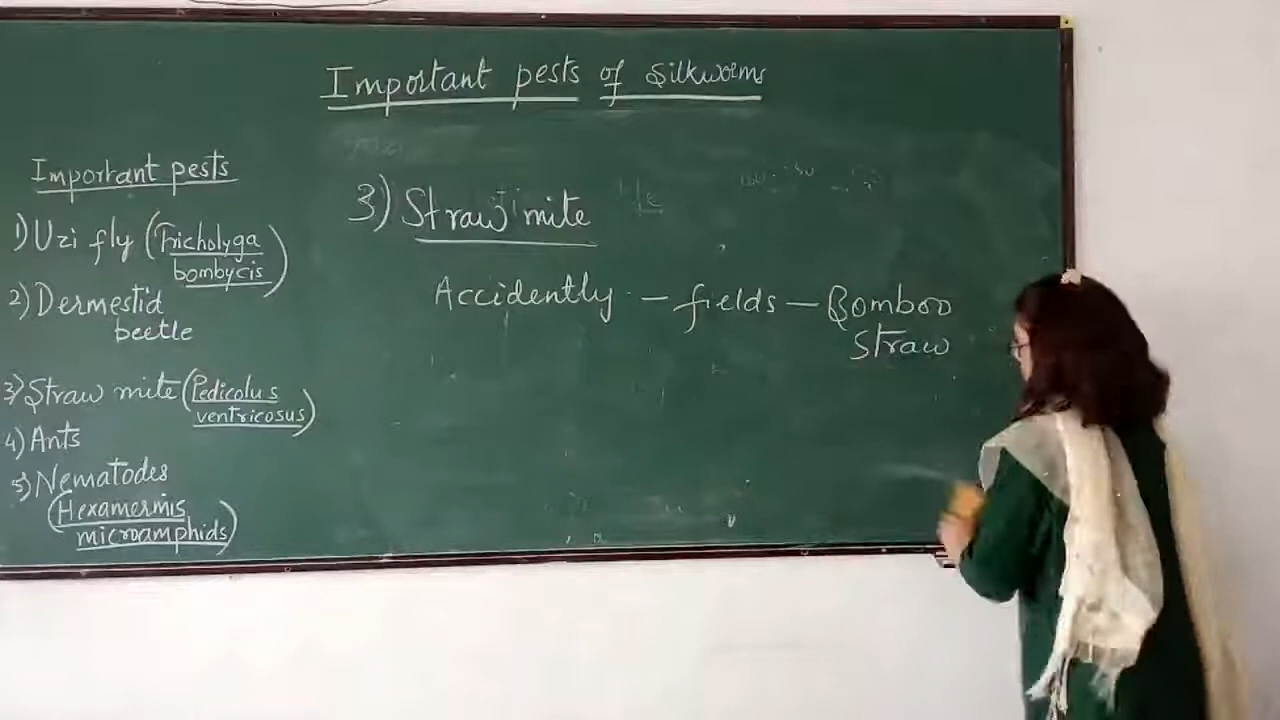 Important pests of Silkworms
Important pests
1) Uzi fly (Tricholyga
bombycis)
2) Dermestid
beetle
3) Straw mite (Pedicolus
ventricosus)
4) Ants
5) Nematodes
(Hexamermis
microamphids)
3) Straw mite
Accidently - fields - Bomboo
Straw